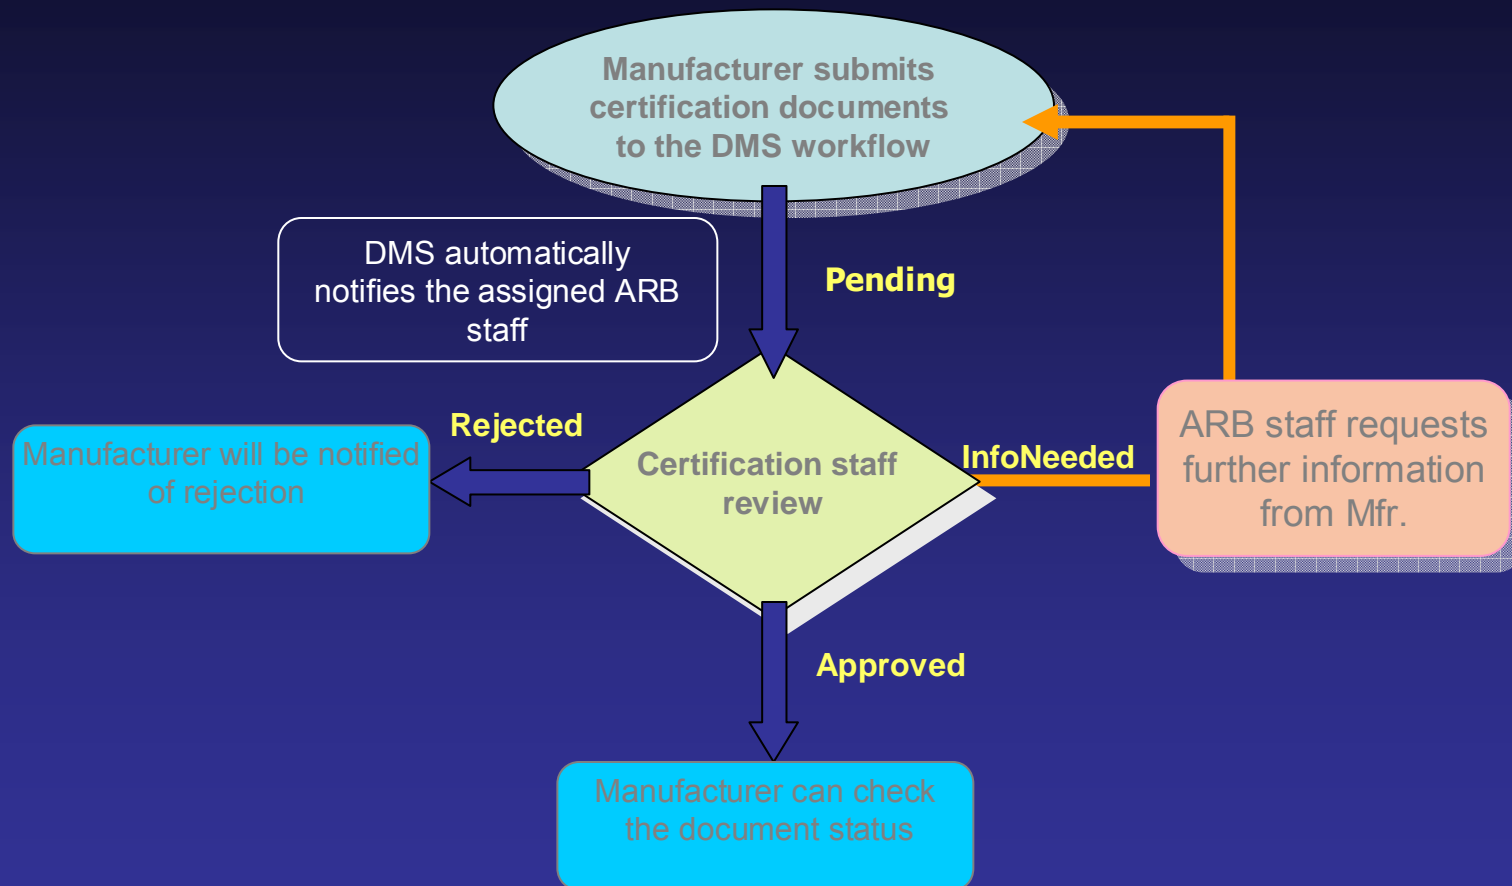 Manufacturer submits
certification documents
to the DMS workflow
DMS automatically
notifies the assigned ARB
staff
Pending
Rejected
Manufacturer will be notified
of rejection
Certification staff
review
InfoNeeded
ARB staff requests
further information
from Mfr.
Approved
Manufacturer can check
the document status